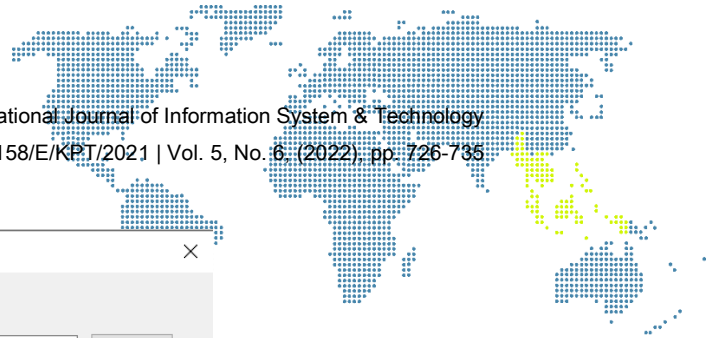 ational Journal of Information System & Technology
158/E/KPT/2021 | Vol. 5, No. 6, (2022), pp. 726-735